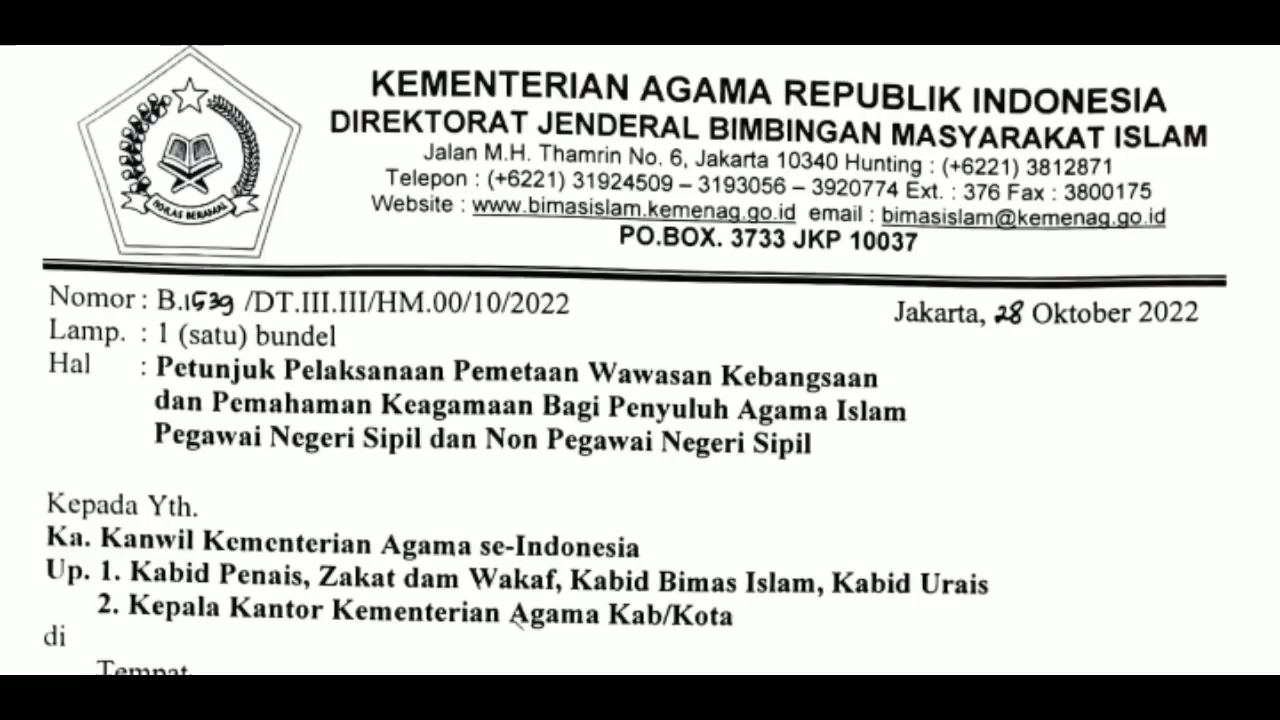 KEMENTERIAN AGAMA REPUBLIK INDONESIA
DIREKTORAT JENDERAL BIMBINGAN MASYARAKAT ISLAM
Jalan M.H. Thamrin No. 6, Jakarta 10340 Hunting : (+6221) 3812871
Telepon : (+6221) 31924509 – 3193056 – 3920774 Ext. : 376 Fax : 3800175
Website : www.bimasislam.kemenag.go.id email : bimasislam@kemenag.go.id
PO.BOX. 3733 JKP 10037
IKHLAS BERAMAL
Nomor : B.1539 /DT.III.III/HM.00/10/2022 Jakarta, 28 Oktober 2022
Lamp. : 1 (satu) bundel
Hal : Petunjuk Pelaksanaan Pemetaan Wawasan Kebangsaan
dan Pemahaman Keagamaan Bagi Penyuluh Agama Islam
Pegawai Negeri Sipil dan Non Pegawai Negeri Sipil
Kepada Yth.
Ka. Kanwil Kementerian Agama se-Indonesia
Up. 1. Kabid Penais, Zakat dam Wakaf, Kabid Bimas Islam, Kabid Urais
2. Kepala Kantor Kementerian Agama Kab/Kota
di
Tempat